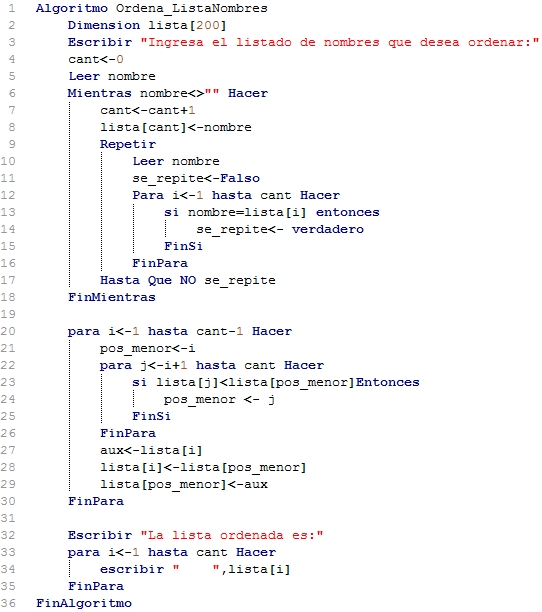 1 Algoritmo Ordena_ListaNombres
2 Dimension lista[200]
3 Escribir "Ingresa el listado de nombres que desea ordenar:"
4 cant<-0
5 Leer nombre
6 Mientras nombre<>"" Hacer
7 cant<-cant+1
8 lista[cant]<-nombre
9 Repetir
10 Leer nombre
11 se_repite<-Falso
12 Para i<-1 hasta cant Hacer
13 si nombre=lista[i] entonces
14 se_repite<- verdadero
15 FinSi
16 FinPara
17 Hasta Que NO se_repite
18 FinMientras
19
20 para i<-1 hasta cant-1 Hacer
21 pos_menor<-i
22 para j<-i+1 hasta cant Hacer
23 si lista[j]<lista[pos_menor]Entonces
24 pos_menor <- j
25 FinSi
26 FinPara
27 aux<-lista[i]
28 lista[i]<-lista[pos_menor]
29 lista[pos_menor]<-aux
30 FinPara
31
32 Escribir "La lista ordenada es:"
33 para i<-1 hasta cant Hacer
34 escribir "    ",lista[i]
35 FinPara
36 FinAlgoritmo